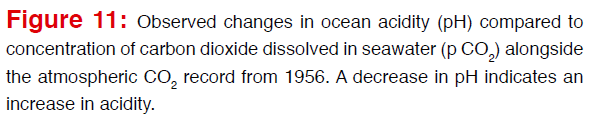 Figure 11: Observed changes in ocean acidity (pH) compared to
concentration of carbon dioxide dissolved in seawater (p CO₂) alongside
the atmospheric CO₂ record from 1956. A decrease in pH indicates an
increase in acidity.